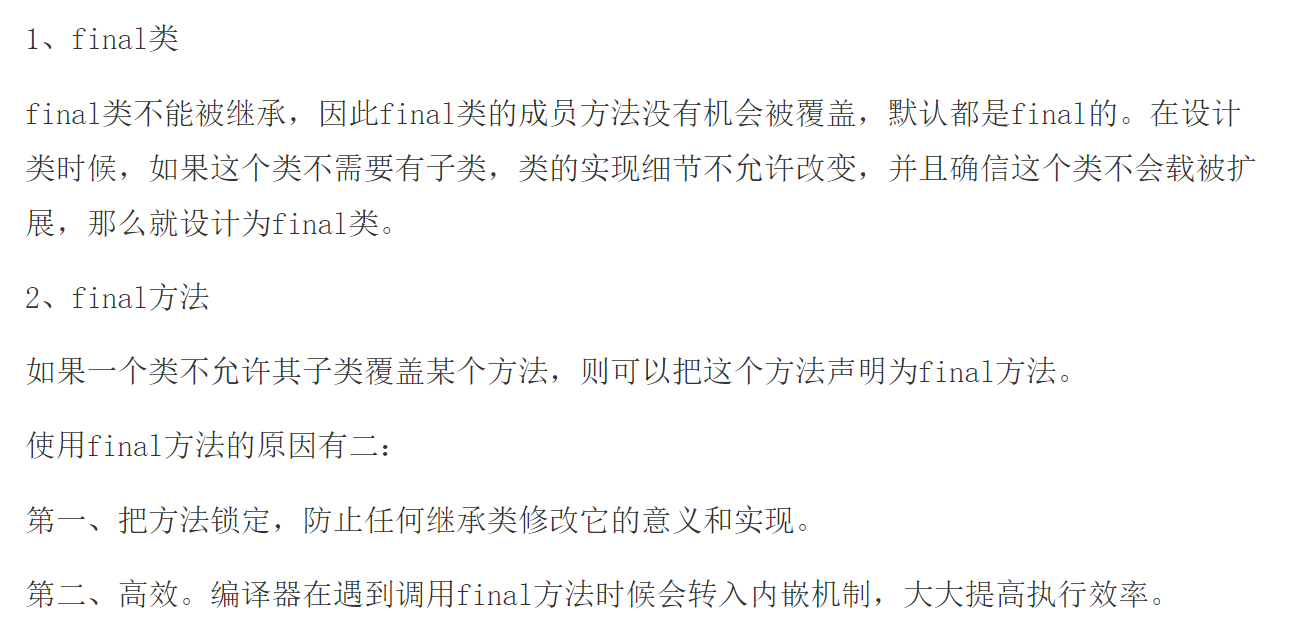 1、final类
final类不能被继承，因此final类的成员方法没有机会被覆盖，默认都是final的。在设计
类时候，如果这个类不需要有子类，类的实现细节不允许改变，并且确信这个类不会载被扩
展，那么就设计为final类。
2、final方法
如果一个类不允许其子类覆盖某个方法，则可以把这个方法声明为final方法。
使用final方法的原因有二：
第一、把方法锁定，防止任何继承类修改它的意义和实现。
第二、高效。编译器在遇到调用final方法时候会转入内嵌机制，大大提高执行效率。